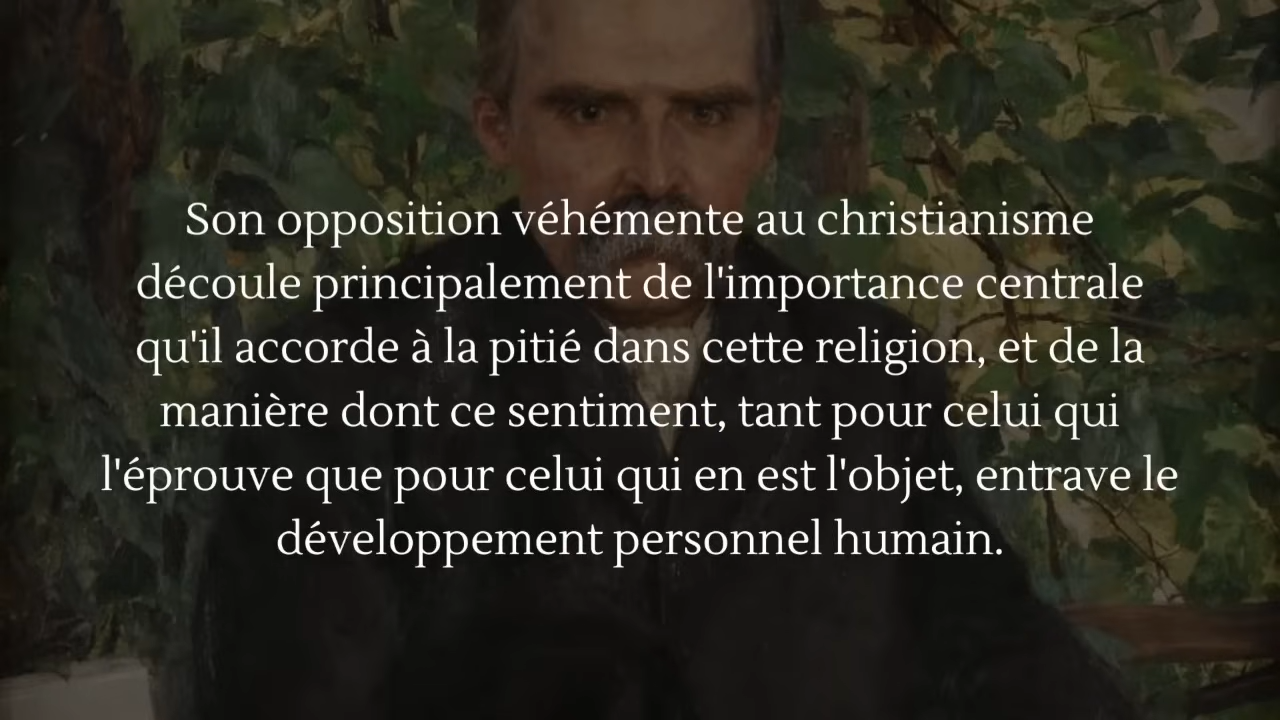 Son opposition véhémente au christianisme
découle principalement de l'importance centrale
qu'il accorde à la pitié dans cette religion, et de la
manière dont ce sentiment, tant pour celui qui
l'éprouve que pour celui qui en est l'objet, entrave le
développement personnel humain.